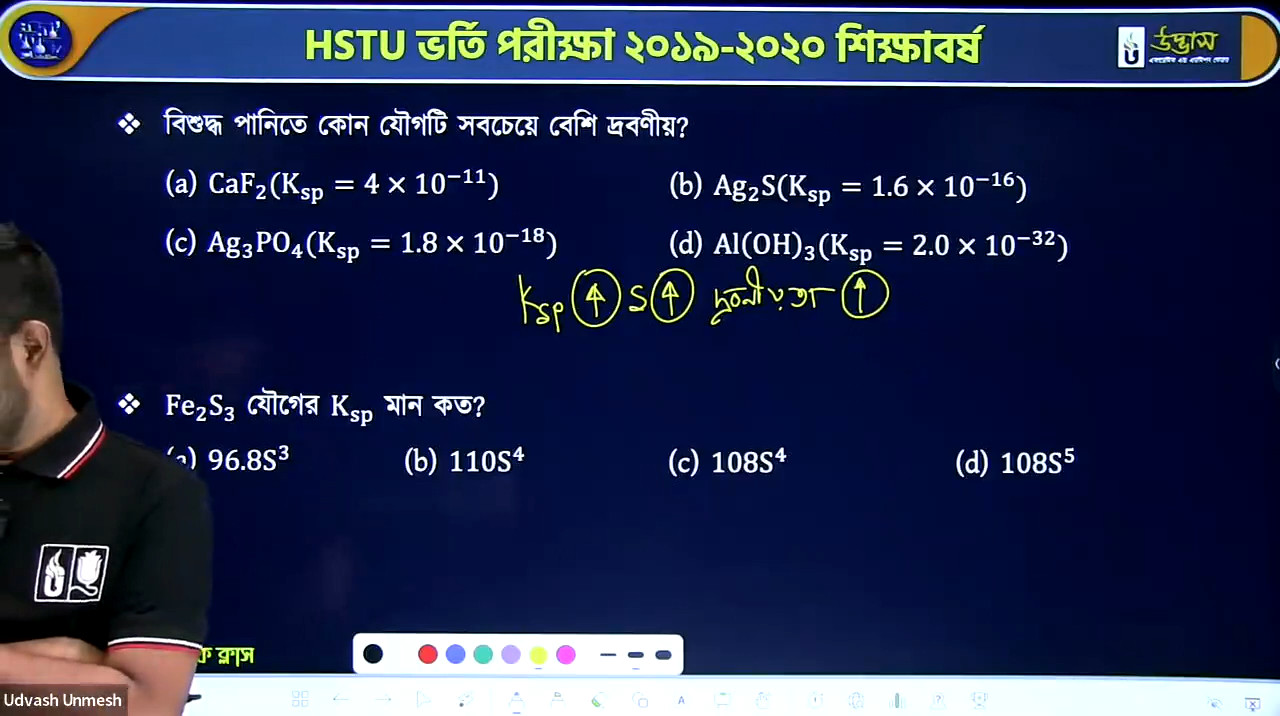 HSTU ভর্তি পরীক্ষা ২০১৯-২০২০ শিক্ষাবর্ষ
উদ্ভাস
❖ বিশুদ্ধ পানিতে কোন যৌগটি সবচেয়ে বেশি দ্রবণীয়?
(a) CaF₂(Kₛₚ = 4 × 10⁻¹¹) (b) Ag₂S(Kₛₚ = 1.6 × 10⁻¹⁶)
(c) Ag₃PO₄(Kₛₚ = 1.8 × 10⁻¹⁸) (d) Al(OH)₃(Kₛₚ = 2.0 × 10⁻³²)
Kₛₚ ↑ S ↑ দ্রবণীয়তা ↑
❖ Fe₂S₃ যৌগের Kₛₚ মান কত?
(a) 96.8S³ (b) 110S⁴ (c) 108S⁴ (d) 108S⁵
ক্লাস
Udvash Unmesh